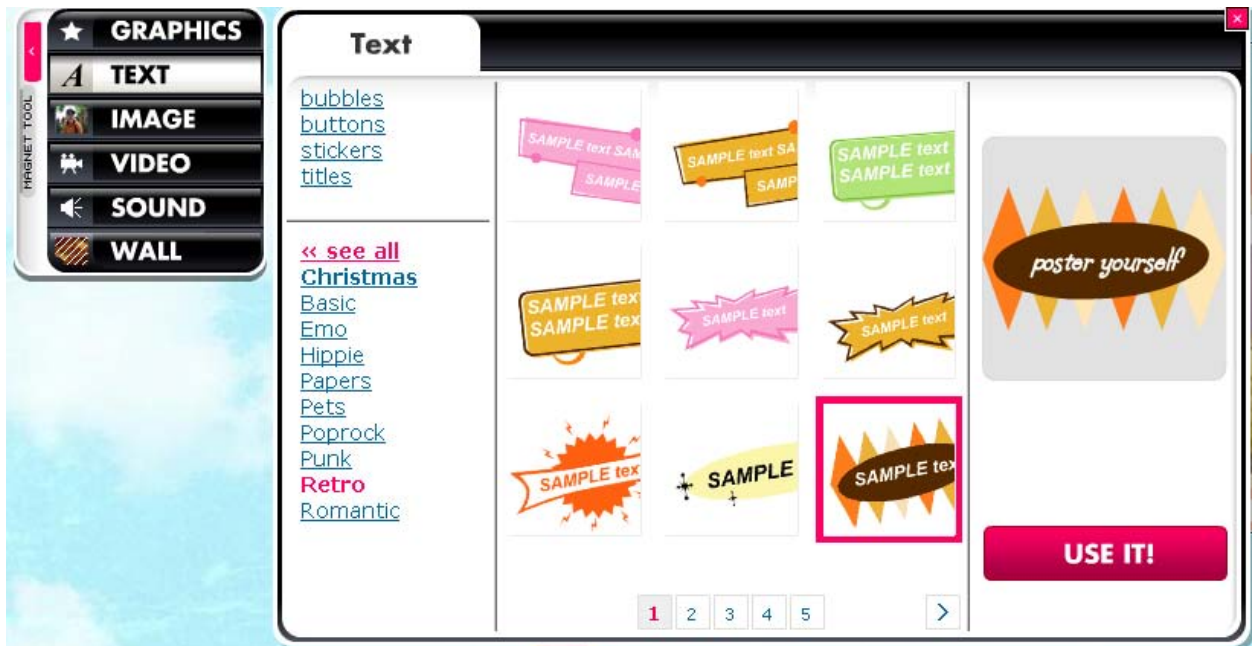 GRAPHICS
TEXT
IMAGE
VIDEO
SOUND
WALL
MAGNET TOOL
Text
bubbles
buttons
stickers
titles
<< see all
Christmas
Basic
Emo
Hippie
Papers
Pets
Poprock
Punk
Retro
Romantic
SAMPLE text SAM
SAMPLE
SAMPLE text SA
SAMP
SAMPLE text
SAMPLE text
SAMPLE tex
SAMPLE tex
SAMPLE text
SAMPLE text
SAMPLE tex
SAMPLE
SAMPLE tex
1 2 3 4 5 >
poster yourself
USE IT!